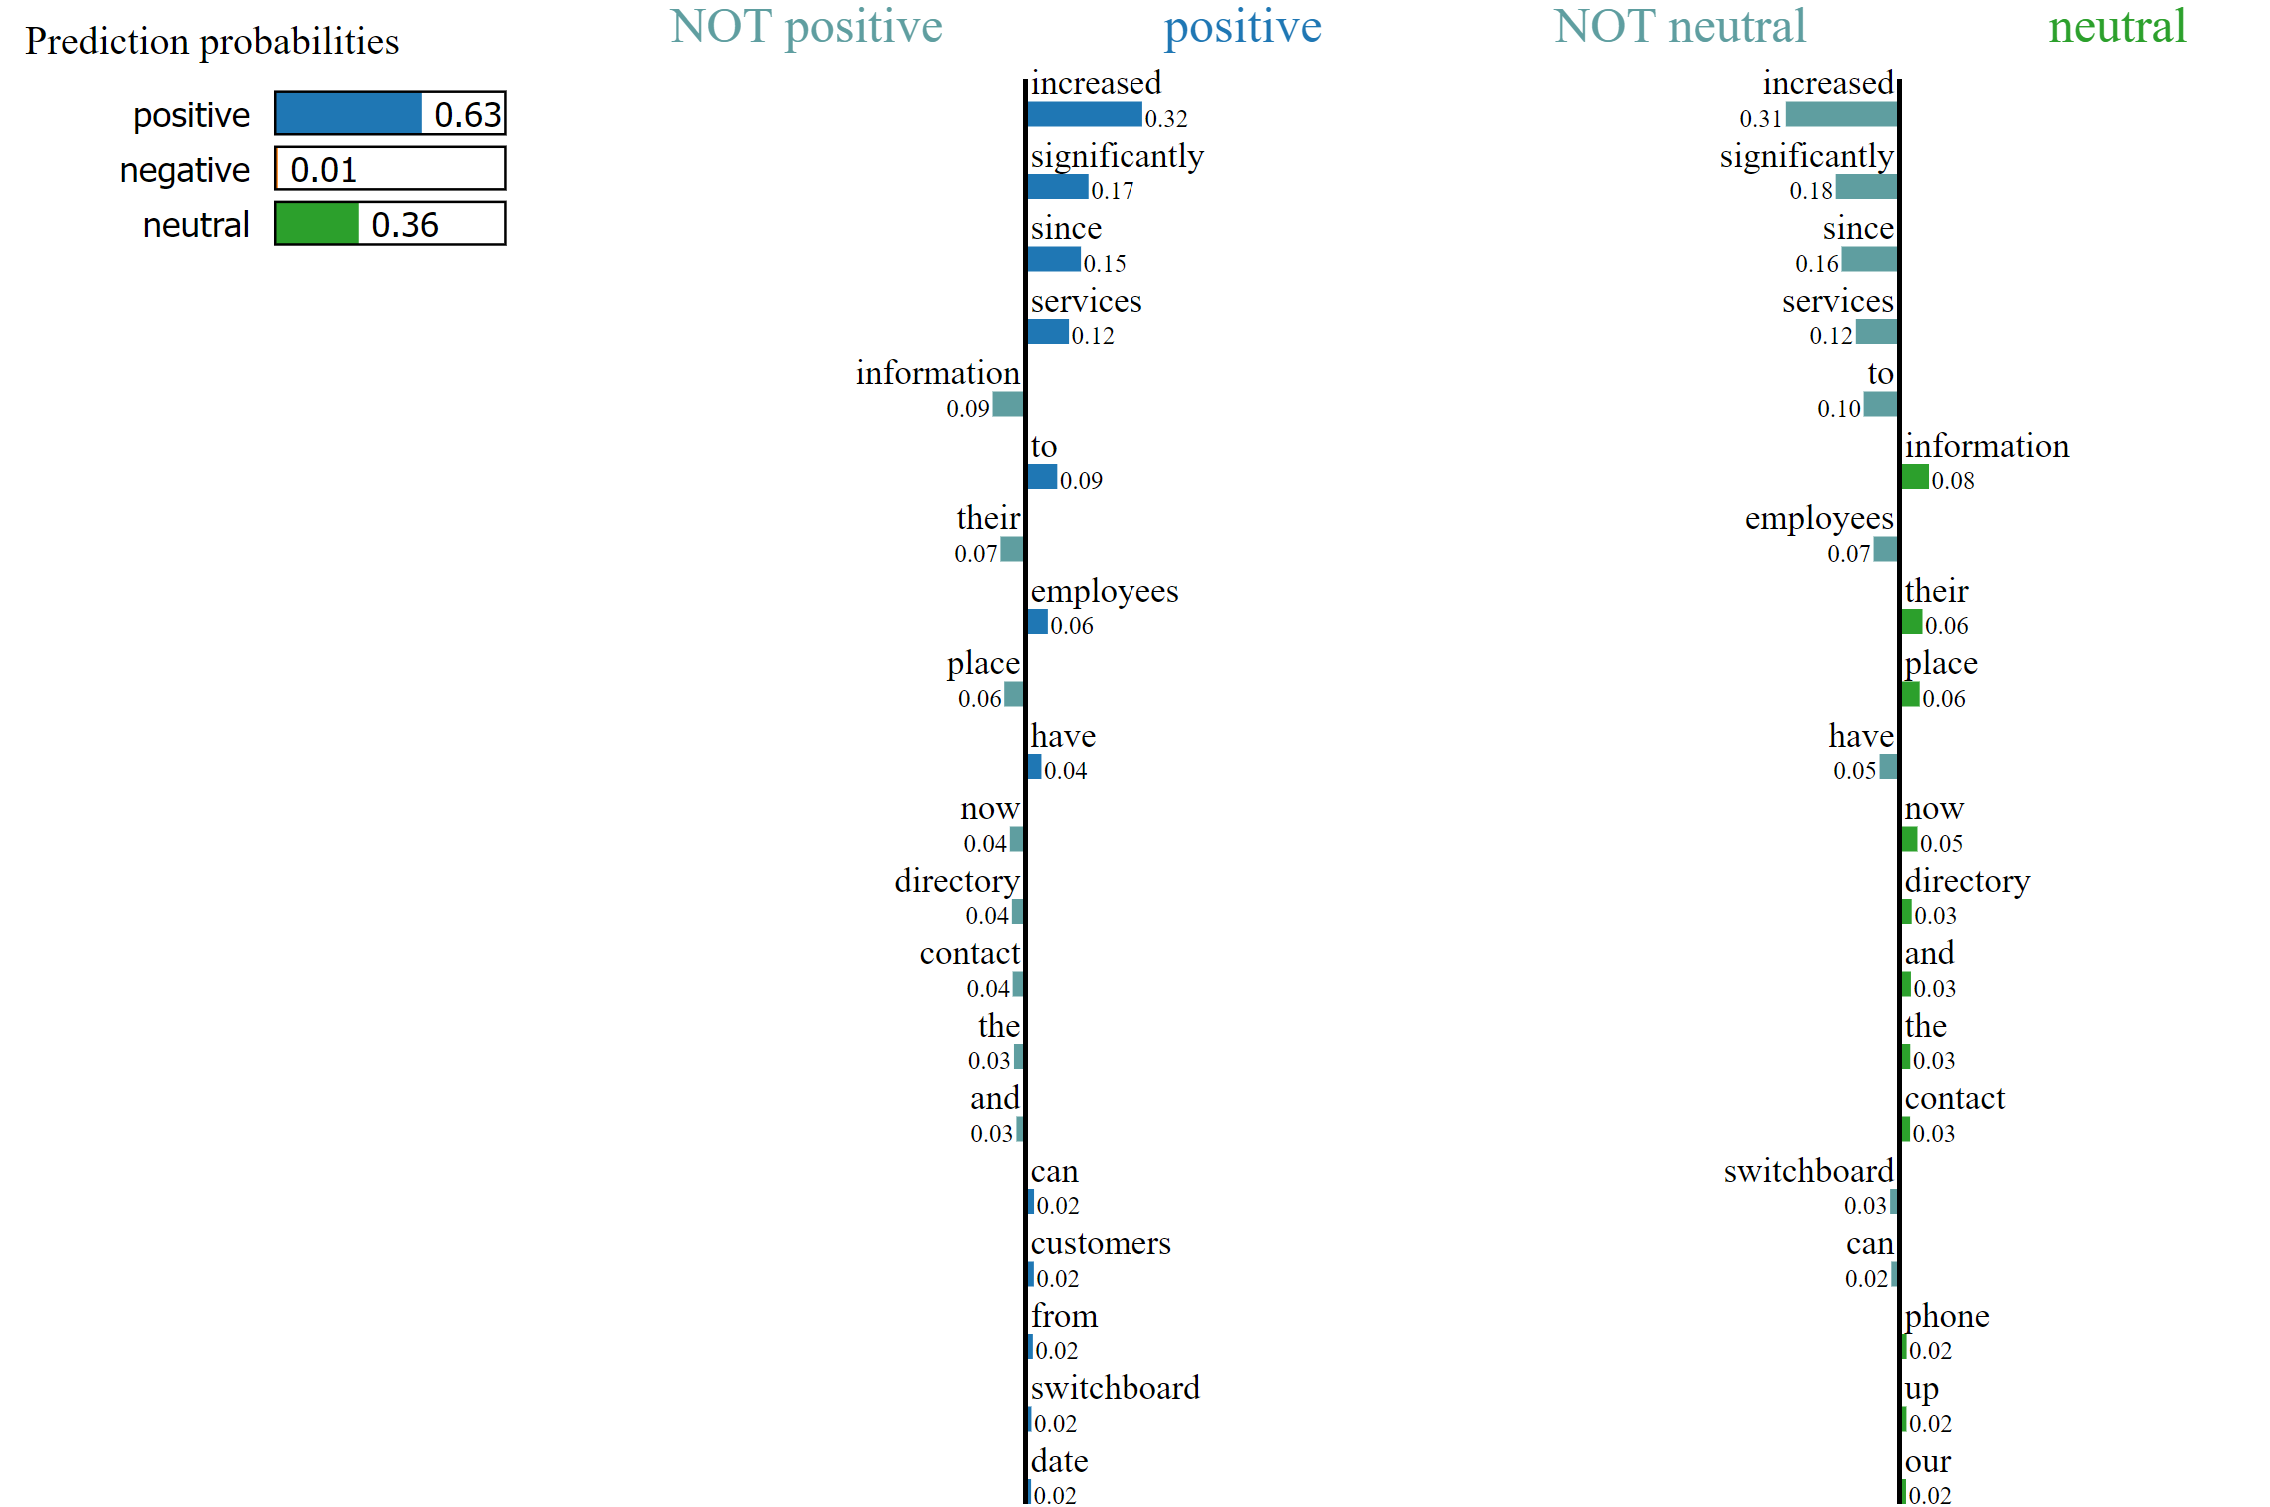 Prediction probabilities
positive 0.63
negative 0.01
neutral 0.36
NOT positive positive
increased
0.32
significantly
0.17
since
0.15
services
0.12
information
0.09
to
0.09
their
0.07
employees
0.06
place
0.06
have
0.04
now
0.04
directory
0.04
contact
0.04
the
0.03
and
0.03
can
0.02
customers
0.02
from
0.02
switchboard
0.02
date
0.02
NOT neutral neutral
increased
0.31
significantly
0.18
since
0.16
services
0.12
to
0.10
information
0.08
employees
0.07
their
0.06
place
0.06
have
0.05
now
0.05
directory
0.03
and
0.03
the
0.03
contact
0.03
switchboard
0.03
can
0.02
phone
0.02
up
0.02
our
0.02